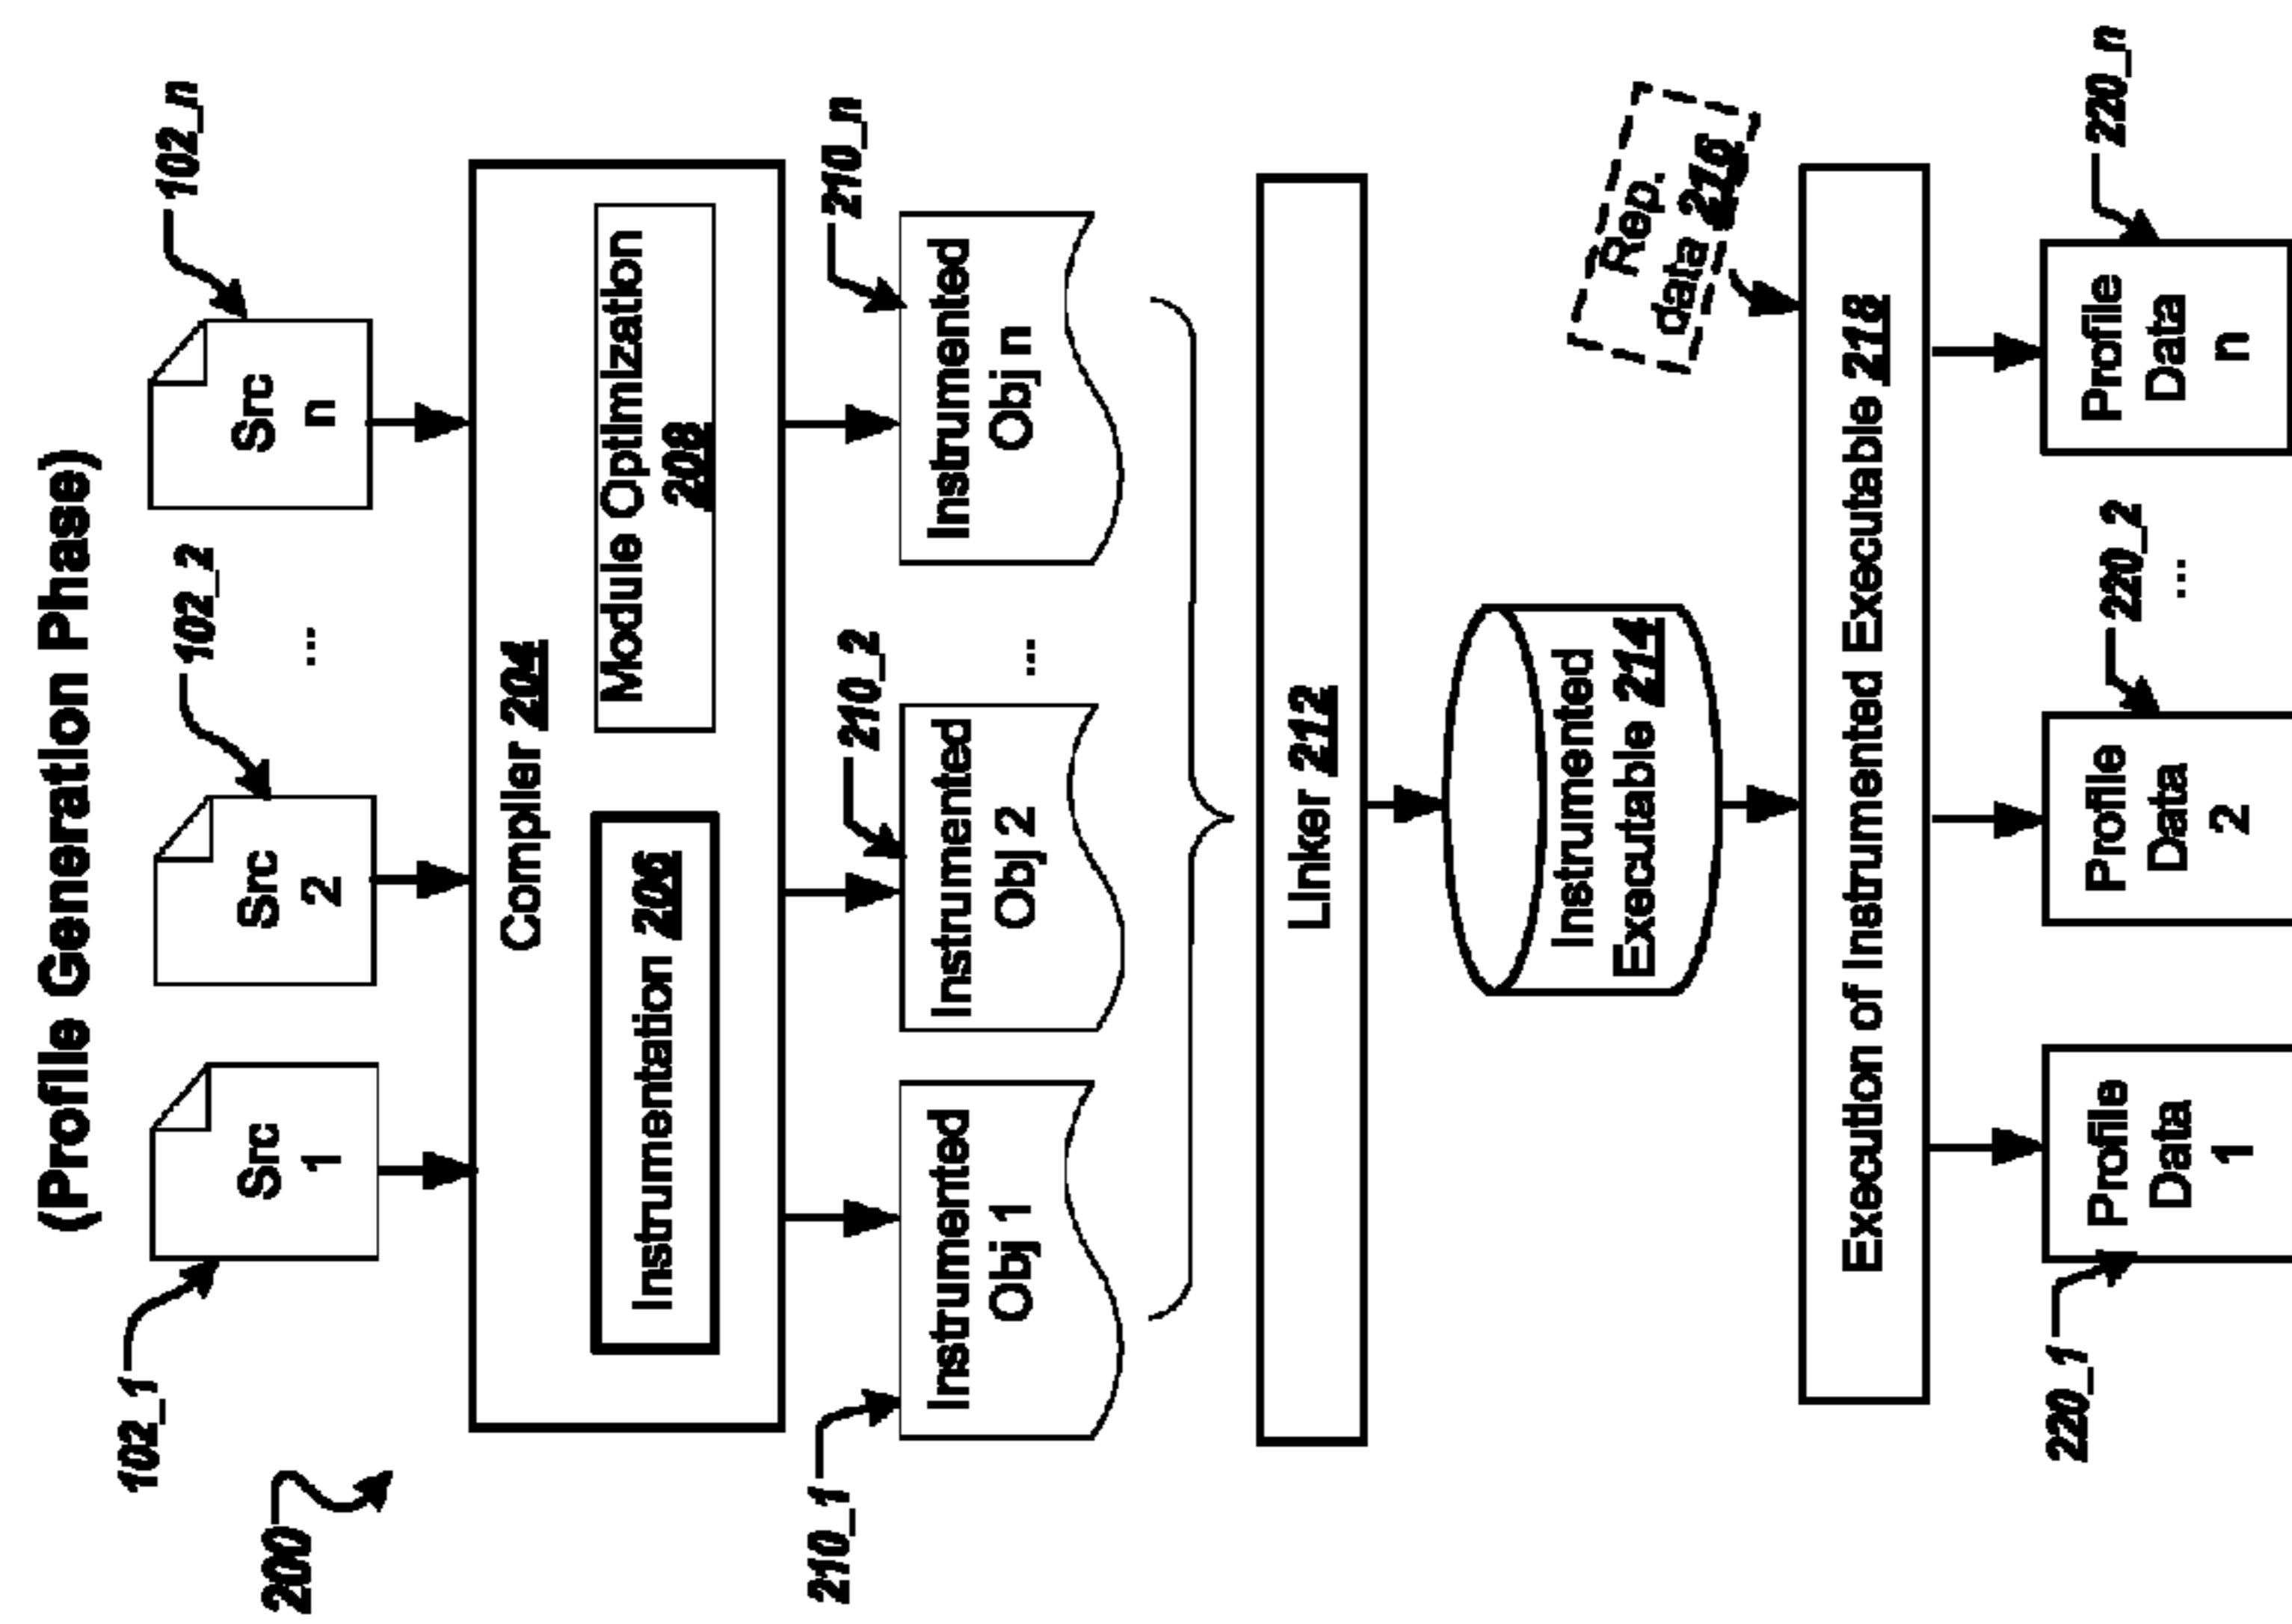 (Profile Generation Phase)
200
102_1
102_2
102_n
Src
1
Src
2
...
Src
n
Compiler 204
Instrumentation 206
Module Optimization
208
210_1
210_2
210_n
Instrumented
Obj 1
Instrumented
Obj 2
...
Instrumented
Obj n
Linker 212
Instrumented
Executable 214
Rep.
data 216
Execution of Instrumented Executable 218
220_1
220_2
220_n
Profile
Data
1
Profile
Data
2
...
Profile
Data
n